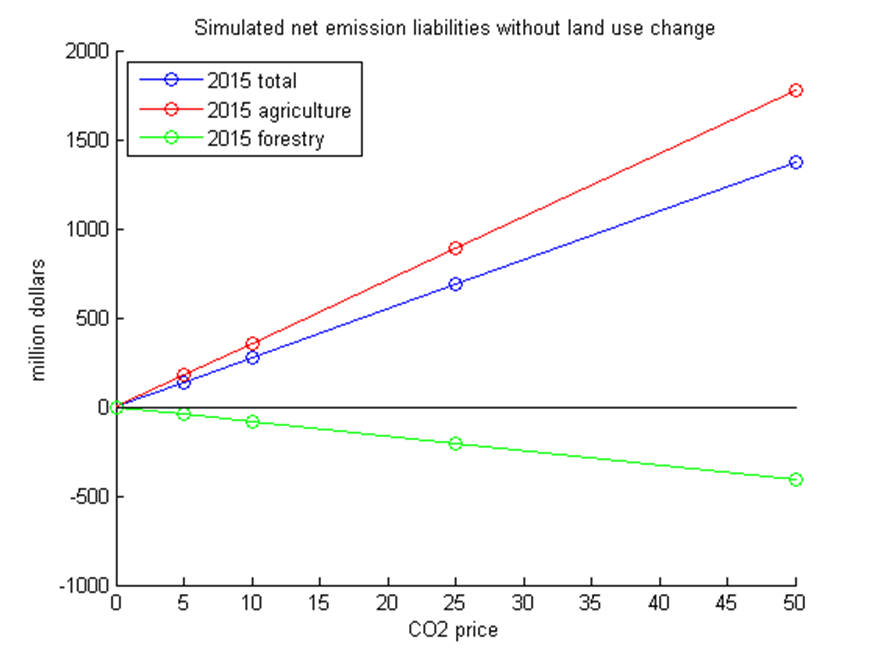 Simulated net emission liabilities without land use change
2000
1500
1000
500
0
-500
-1000
2015 total
2015 agriculture
2015 forestry
million dollars
0 5 10 15 20 25 30 35 40 45 50
CO2 price